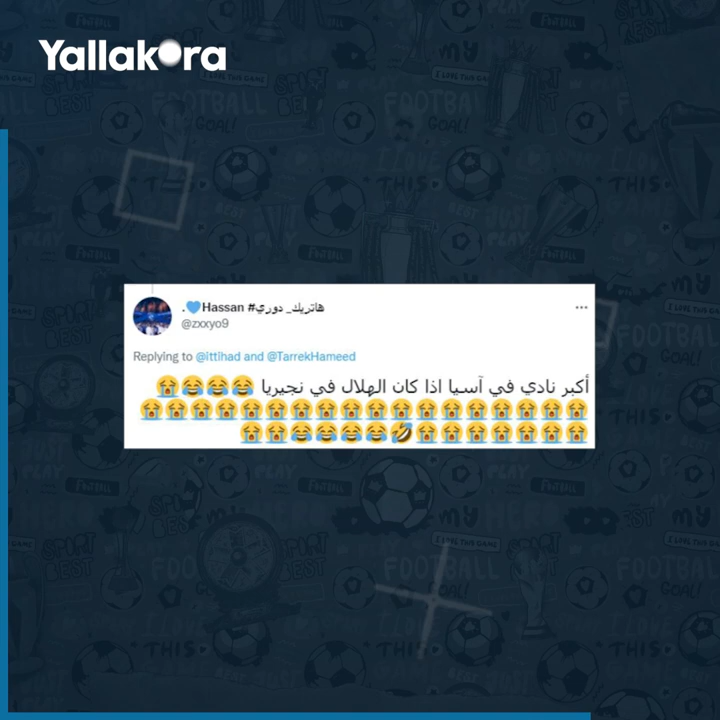 Yallakora
.💙Hassan #هاتريك_ دوري
@zxxyo9
Replying to @ittihad and @TarrekHameed
أكبر نادي في آسيا اذا كان الهلال في نجيريا 😂😂😂😭
😭😭😭😭😭😭😭😭😭😭😭😭😭😭😭😭😭😭
😭😭😭😭😭😭😭🤣😂😂😂😂😭😭